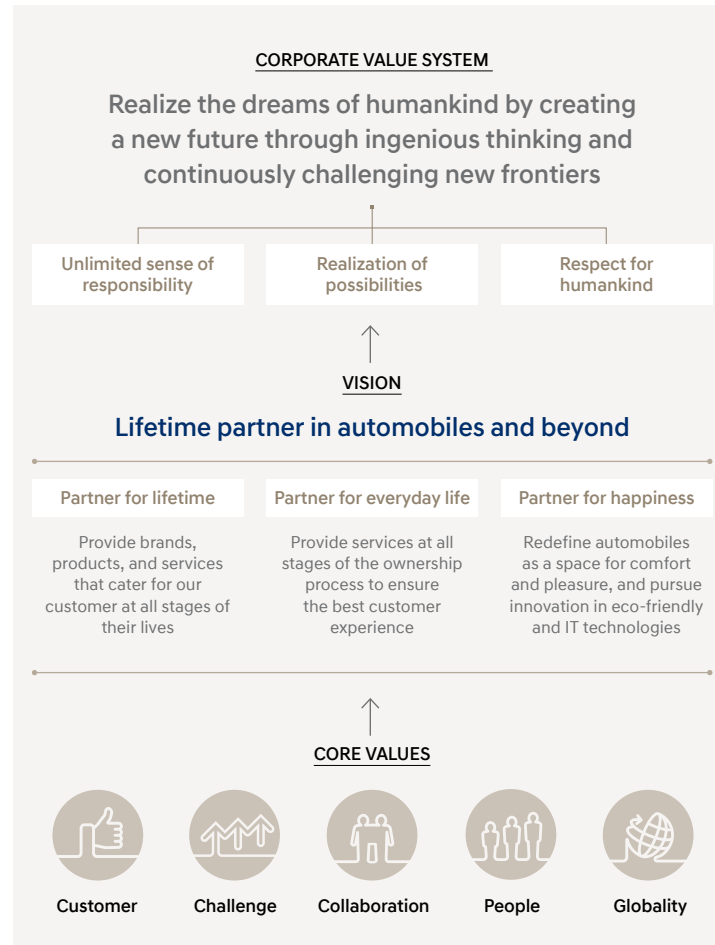 CORPORATE VALUE SYSTEM
Realize the dreams of humankind by creating
a new future through ingenious thinking and
continuously challenging new frontiers
Unlimited sense of
responsibility
Realization of
possibilities
Respect for
humankind
VISION
Lifetime partner in automobiles and beyond
Partner for lifetime
Provide brands,
products, and services
that cater for our
customer at all stages of
their lives
Partner for everyday life
Provide services at all
stages of the ownership
process to ensure
the best customer
experience
Partner for happiness
Redefine automobiles
as a space for comfort
and pleasure, and pursue
innovation in eco-friendly
and IT technologies
CORE VALUES
Customer
Challenge
Collaboration
People
Globality